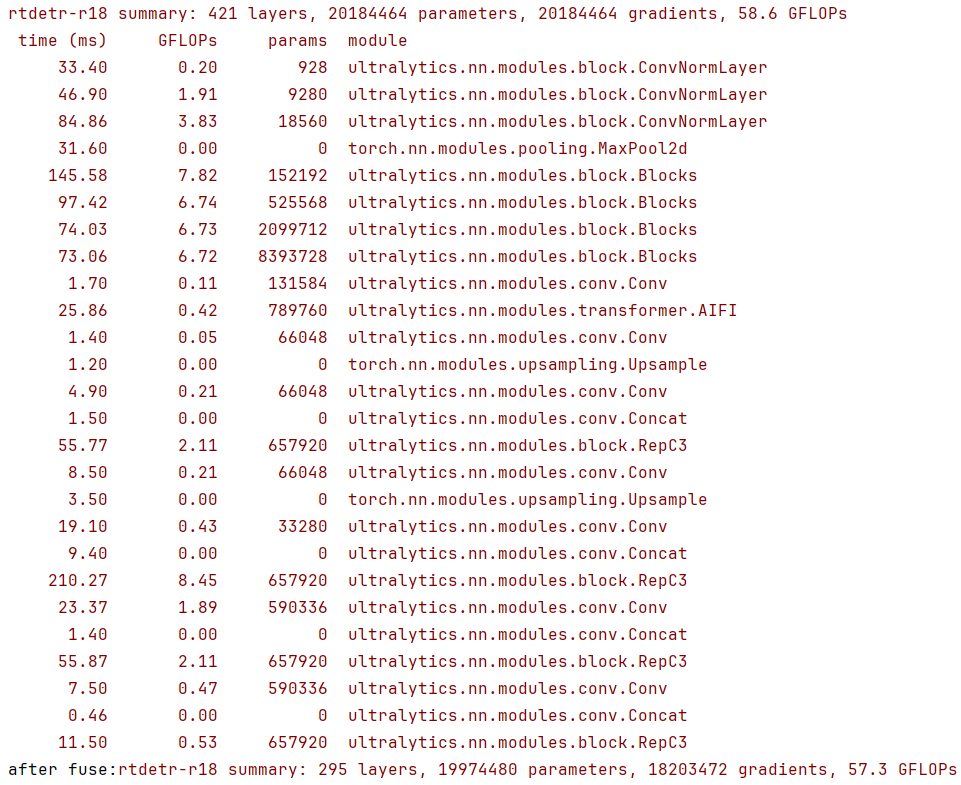 rtdetr-r18 summary: 421 layers, 20184464 parameters, 20184464 gradients, 58.6 GFLOPs
time (ms) GFLOPs params module
33.40 0.20 928 ultralytics.nn.modules.block.ConvNormLayer
46.90 1.91 9280 ultralytics.nn.modules.block.ConvNormLayer
84.86 3.83 18560 ultralytics.nn.modules.block.ConvNormLayer
31.60 0.00 0 torch.nn.modules.pooling.MaxPool2d
145.58 7.82 152192 ultralytics.nn.modules.block.Blocks
97.42 6.74 525568 ultralytics.nn.modules.block.Blocks
74.03 6.73 2099712 ultralytics.nn.modules.block.Blocks
73.06 6.72 8393728 ultralytics.nn.modules.block.Blocks
1.70 0.11 131584 ultralytics.nn.modules.conv.Conv
25.86 0.42 789760 ultralytics.nn.modules.transformer.AIFI
1.40 0.05 66048 ultralytics.nn.modules.conv.Conv
1.20 0.00 0 torch.nn.modules.upsampling.Upsample
4.90 0.21 66048 ultralytics.nn.modules.conv.Conv
1.50 0.00 0 ultralytics.nn.modules.conv.Concat
55.77 2.11 657920 ultralytics.nn.modules.block.RepC3
8.50 0.21 66048 ultralytics.nn.modules.conv.Conv
3.50 0.00 0 torch.nn.modules.upsampling.Upsample
19.10 0.43 33280 ultralytics.nn.modules.conv.Conv
9.40 0.00 0 ultralytics.nn.modules.conv.Concat
210.27 8.45 657920 ultralytics.nn.modules.block.RepC3
23.37 1.89 590336 ultralytics.nn.modules.conv.Conv
1.40 0.00 0 ultralytics.nn.modules.conv.Concat
55.87 2.11 657920 ultralytics.nn.modules.block.RepC3
7.50 0.47 590336 ultralytics.nn.modules.conv.Conv
0.46 0.00 0 ultralytics.nn.modules.conv.Concat
11.50 0.53 657920 ultralytics.nn.modules.block.RepC3
after fuse:rtdetr-r18 summary: 295 layers, 19974480 parameters, 18203472 gradients, 57.3 GFLOPs